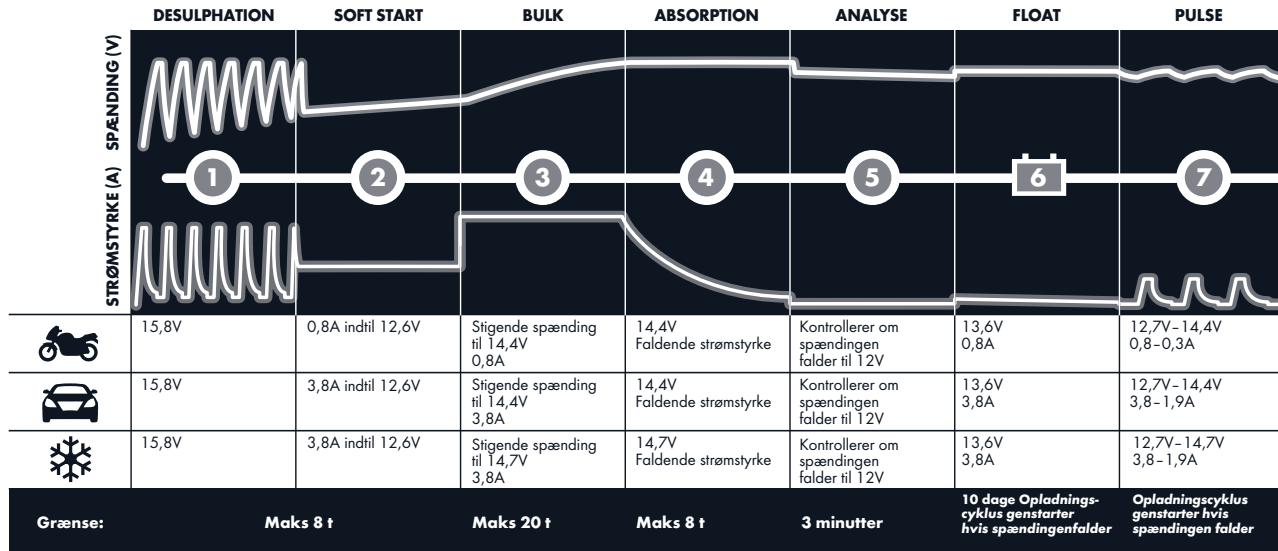 DESULPHATION SOFT START BULK ABSORPTION ANALYSE FLOAT PULSE
SPÆNDING (V)
STRØMSTYRKE (A)
1 2 3 4 5 6 7
15,8V
0,8A indtil 12,6V
Stigende spænding
til 14,4V
0,8A
14,4V
Faldende strømstyrke
Kontrollerer om
spændingen
falder til 12V
13,6V
0,8A
12,7V–14,4V
0,8–0,3A
15,8V
3,8A indtil 12,6V
Stigende spænding
til 14,4V
3,8A
14,4V
Faldende strømstyrke
Kontrollerer om
spændingen
falder til 12V
13,6V
3,8A
12,7V–14,4V
3,8–1,9A
15,8V
3,8A indtil 12,6V
Stigende spænding
til 14,7V
3,8A
14,7V
Faldende strømstyrke
Kontrollerer om
spændingen
falder til 12V
13,6V
3,8A
12,7V–14,7V
3,8–1,9A
Grænse:
Maks 8 t
Maks 20 t
Maks 8 t
3 minutter
10 dage Opladnings-
cyklus genstarter
hvis spændingenfalder
Opladningscyklus
genstarter hvis
spændingen falder